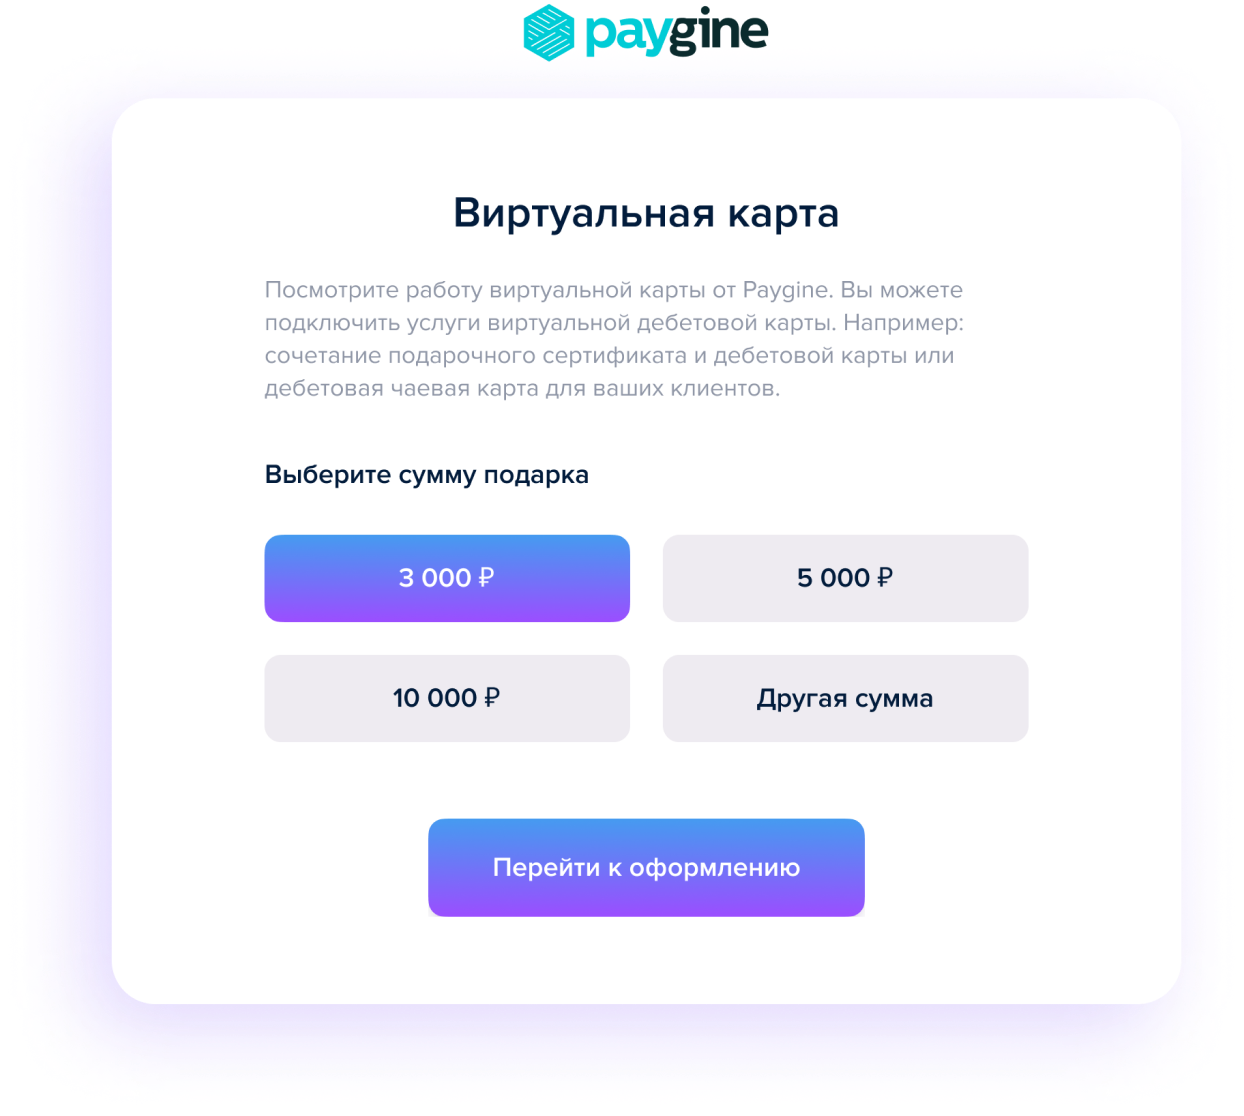 paygine
Виртуальная карта
Посмотрите работу виртуальной карты от Paygine. Вы можете
подключить услуги виртуальной дебетовой карты. Например:
сочетание подарочного сертификата и дебетовой карты или
дебетовая чаевая карта для ваших клиентов.
Выберите сумму подарка
3 000 ₽
5 000 ₽
10 000 ₽
Другая сумма
Перейти к оформлению